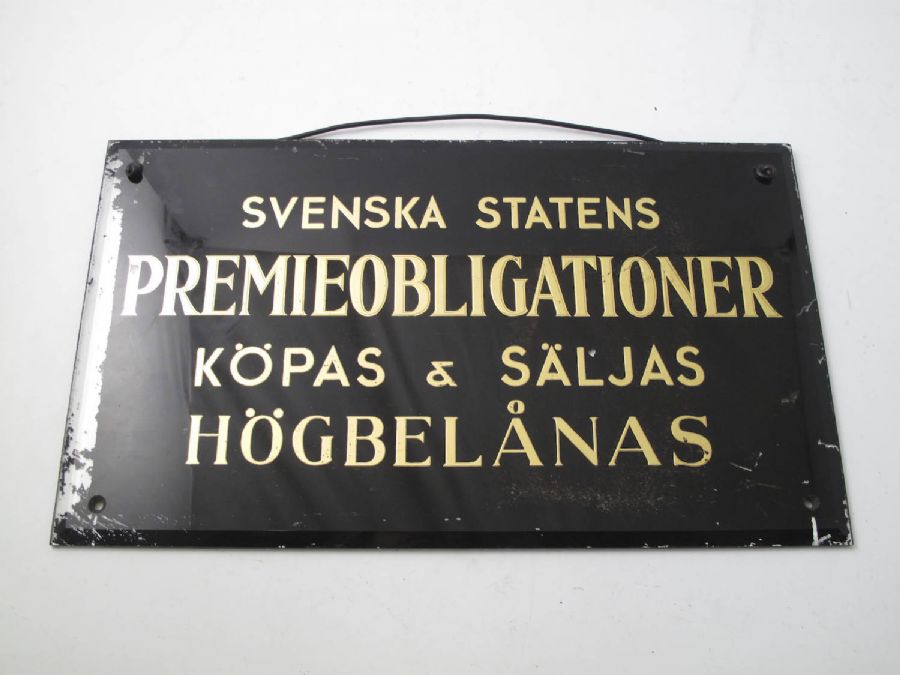 SVENSKA STATENS
PREMIEOBLIGATIONER
KÖPAS & SÄLJAS
HÖGBELÅNAS